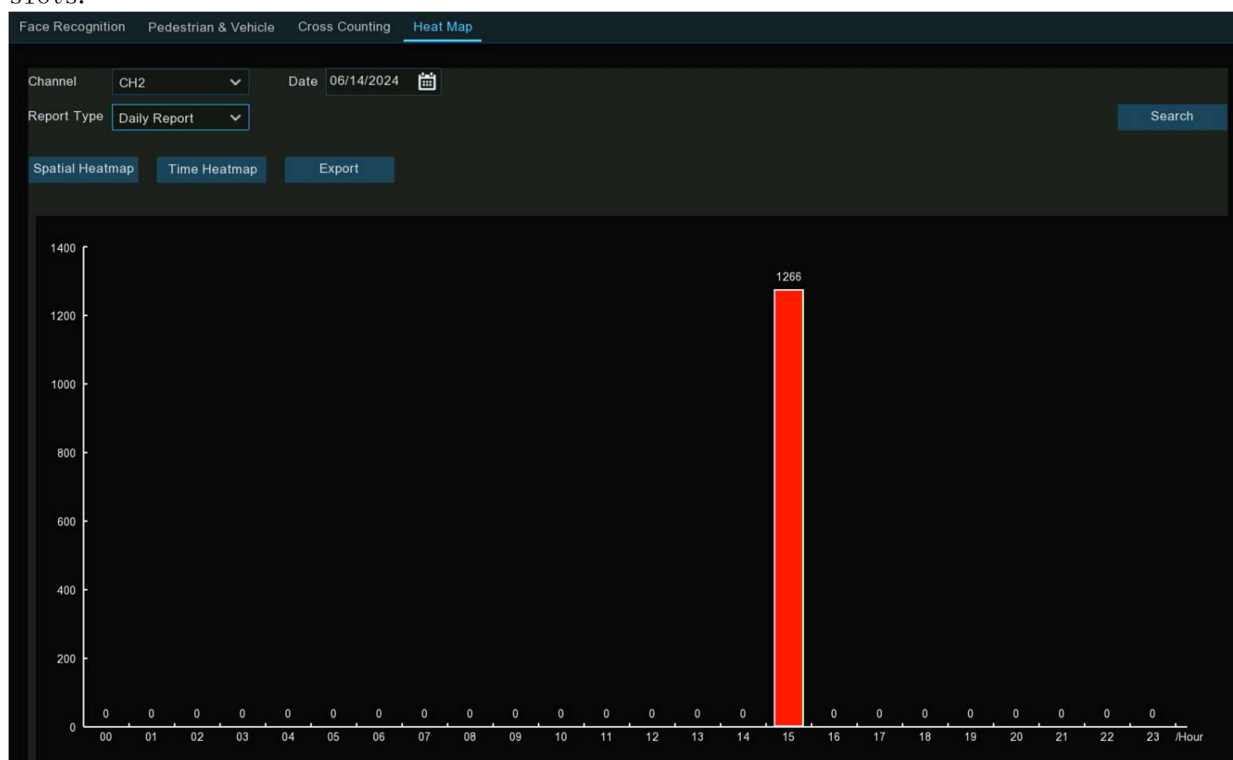 slots.
Face Recognition Pedestrian & Vehicle Cross Counting Heat Map
Channel CH2 Date 06/14/2024
Report Type Daily Report Search
Spatial Heatmap Time Heatmap Export
1400
1266
1200
1000
800
600
400
200
0 0 0 0 0 0 0 0 0 0 0 0 0 0 0 0 0 0 0 0 0 0 0
0
00 01 02 03 04 05 06 07 08 09 10 11 12 13 14 15 16 17 18 19 20 21 22 23 /Hour